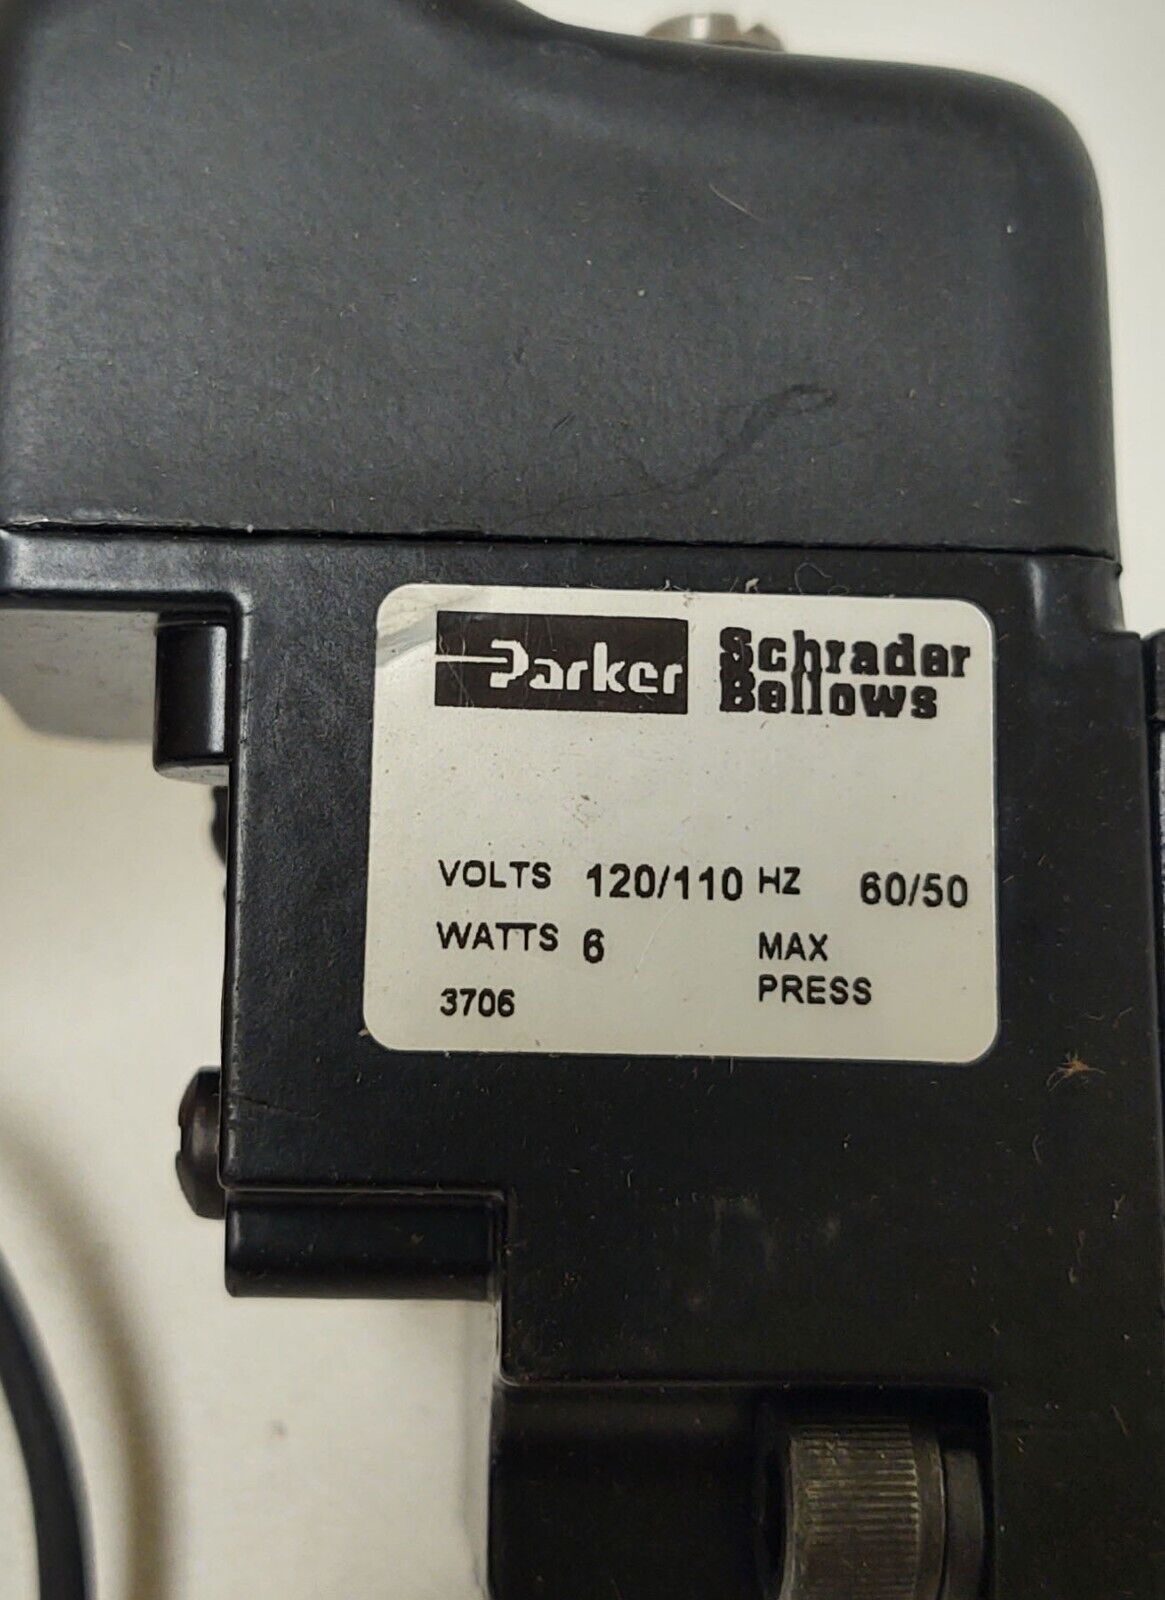 Parker Schrader
Bellows
VOLTS 120/110 HZ 60/50
WATTS 6 MAX
PRESS
3706